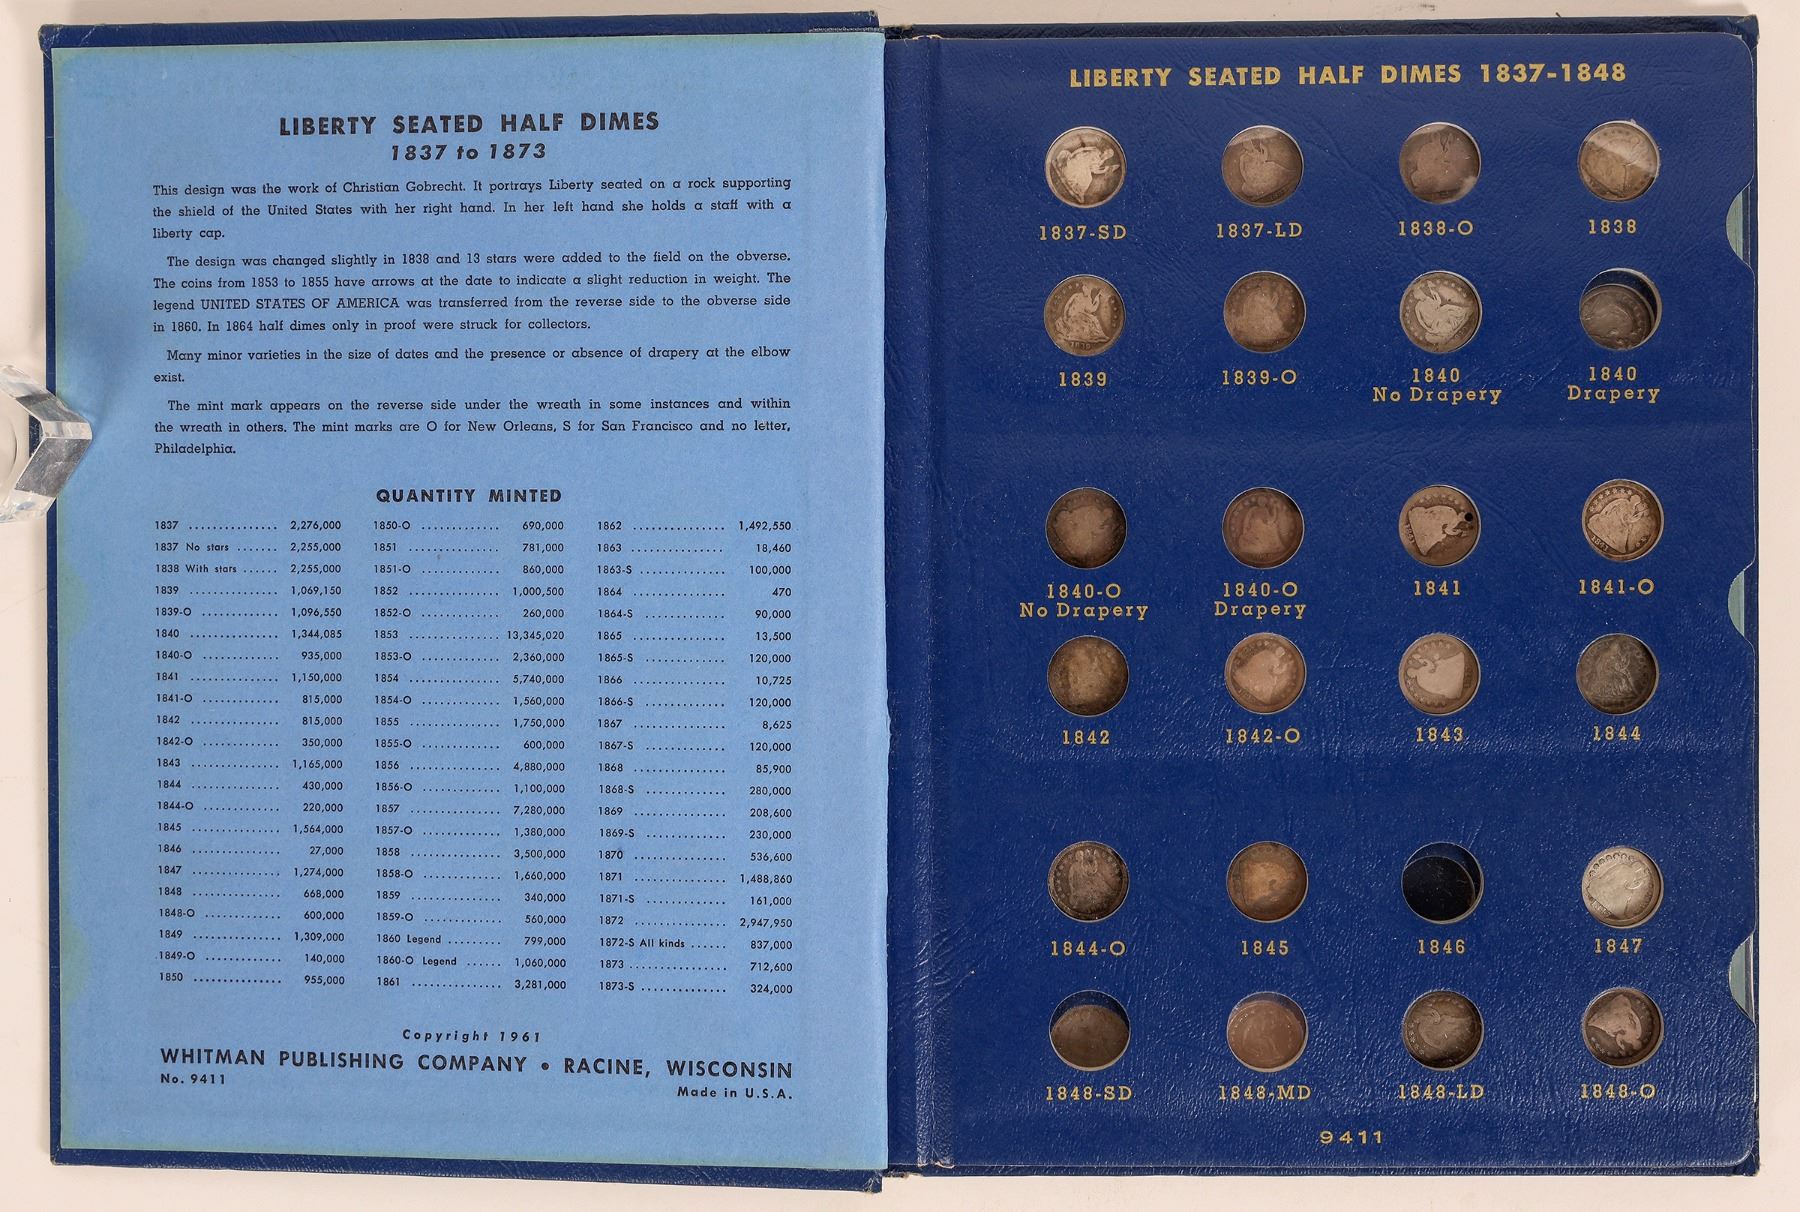 LIBERTY SEATED HALF DIMES
1837 to 1873
This design was the work of Christian Gobrecht. It portrays Liberty seated on a rock supporting
the shield of the United States with her right hand. In her left hand she holds a staff with a
liberty cap.
The design was changed slightly in 1838 and 13 stars were added to the field on the obverse.
The coins from 1853 to 1855 have arrows at the date to indicate a slight reduction in weight. The
legend UNITED STATES OF AMERICA was transferred from the reverse side to the obverse side
in 1860. In 1864 half dimes only in proof were struck for collectors.
Many minor varieties in the size of dates and the presence or absence of drapery at the elbow
exist.
The mint mark appears on the reverse side under the wreath in some instances and within
the wreath in others. The mint marks are O for New Orleans, S for San Francisco and no letter,
Philadelphia.
QUANTITY MINTED
1837 .............. 2,276,000
1837 No stars ....... 2,255,000
1838 With stars ...... 2,255,000
1839 .............. 1,069,150
1839-O ............ 1,096,550
1840 .............. 1,344,085
1840-O ............ 935,000
1841 .............. 1,150,000
1841-O ............ 815,000
1842 .............. 815,000
1842-O ............ 350,000
1843 .............. 1,165,000
1844 .............. 430,000
1844-O ............ 220,000
1845 .............. 1,564,000
1846 .............. 27,000
1847 .............. 1,274,000
1848 .............. 668,000
1848-O ............ 600,000
1849 .............. 1,309,000
1849-O ............ 140,000
1850 .............. 955,000
1850-O ............ 690,000
1851 .............. 781,000
1851-O ............ 860,000
1852 .............. 1,000,500
1852-O ............ 260,000
1853 .............. 13,345,020
1853-O ............ 2,360,000
1854 .............. 5,740,000
1854-O ............ 1,560,000
1855 .............. 1,750,000
1855-O ............ 600,000
1856 .............. 4,880,000
1856-O ............ 1,100,000
1857 .............. 7,280,000
1857-O ............ 1,380,000
1858 .............. 3,500,000
1858-O ............ 1,660,000
1859 .............. 340,000
1859-O ............ 560,000
1860 Legend ......... 799,000
1860-O Legend ...... 1,060,000
1861 .............. 3,281,000
1862 .............. 1,492,550
1863 .............. 18,460
1863-S ............ 100,000
1864 .............. 470
1864-S ............ 90,000
1865 .............. 13,500
1865-S ............ 120,000
1866 .............. 10,725
1866-S ............ 120,000
1867 .............. 8,625
1867-S ............ 120,000
1868 .............. 85,900
1868-S ............ 280,000
1869 .............. 208,600
1869-S ............ 230,000
1870 .............. 536,600
1871 .............. 1,488,860
1871-S ............ 161,000
1872 .............. 2,947,950
1872-S All kinds ...... 837,000
1873 .............. 712,600
1873-S ............ 324,000
Copyright 1961
WHITMAN PUBLISHING COMPANY • RACINE, WISCONSIN
No. 9411
Made in U.S.A.
LIBERTY SEATED HALF DIMES 1837-1848
1837-SD 1837-LD 1838-O 1838
1839 1839-O 1840 1840
No Drapery Drapery
1840-O 1840-O 1841 1841-O
No Drapery Drapery
1842 1842-O 1843 1844
1844-O 1845 1846 1847
1848-SD 1848-MD 1848-LD 1848-O
9411